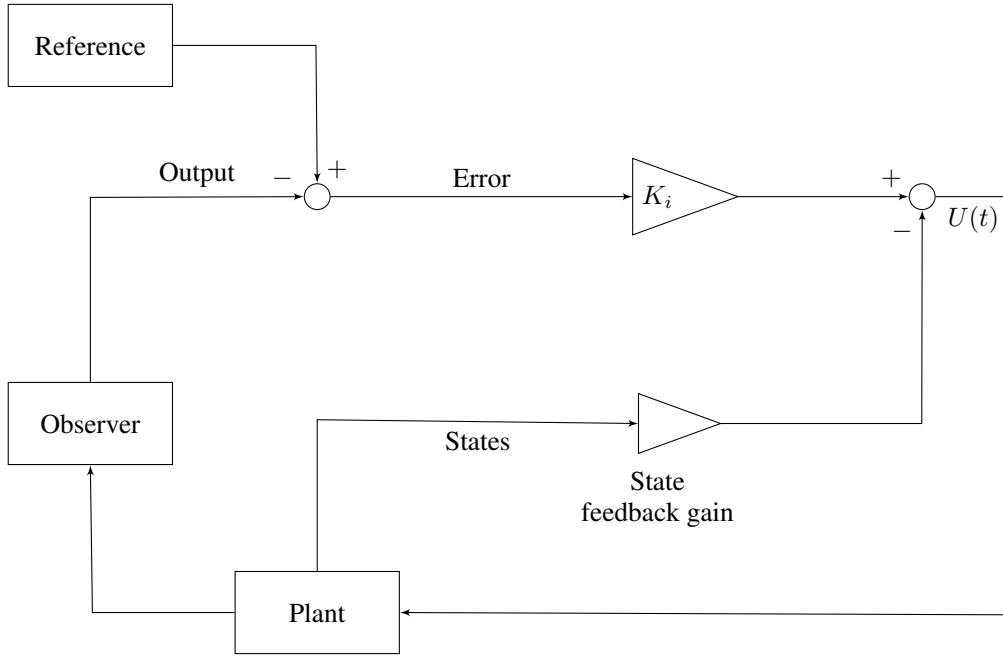 Reference
Output
−
+
Error
K_i
+
−
U(t)
Observer
States
State
feedback gain
Plant